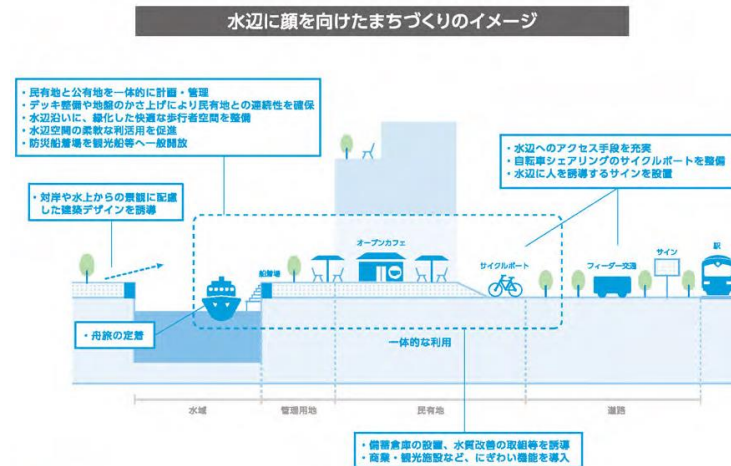 水辺に顔を向けたまちづくりのイメージ
・民有地と公有地を一体的に計画・管理
・デッキ整備や地盤のかさ上げにより民有地との連続性を確保
・水辺沿いに、緑化した快適な歩行者空間を整備
・水辺空間の柔軟な利活用を促進
・防災船着場を観光船等へ一般開放
・水辺へのアクセス手段を充実
・自転車シェアリングのサイクルポートを整備
・水辺に人を誘導するサインを設置
・対岸や水上からの景観に配慮
した建築デザインを誘導
オープンカフェ
船着場
サイクルポート
フィーダー交通
サイン
駅
・舟旅の定着
一体的な利用
水域
管理用地
民有地
道路
・備蓄倉庫の設置、水質改善の取組等を誘導
・商業・観光施設など、にぎわい機能を導入